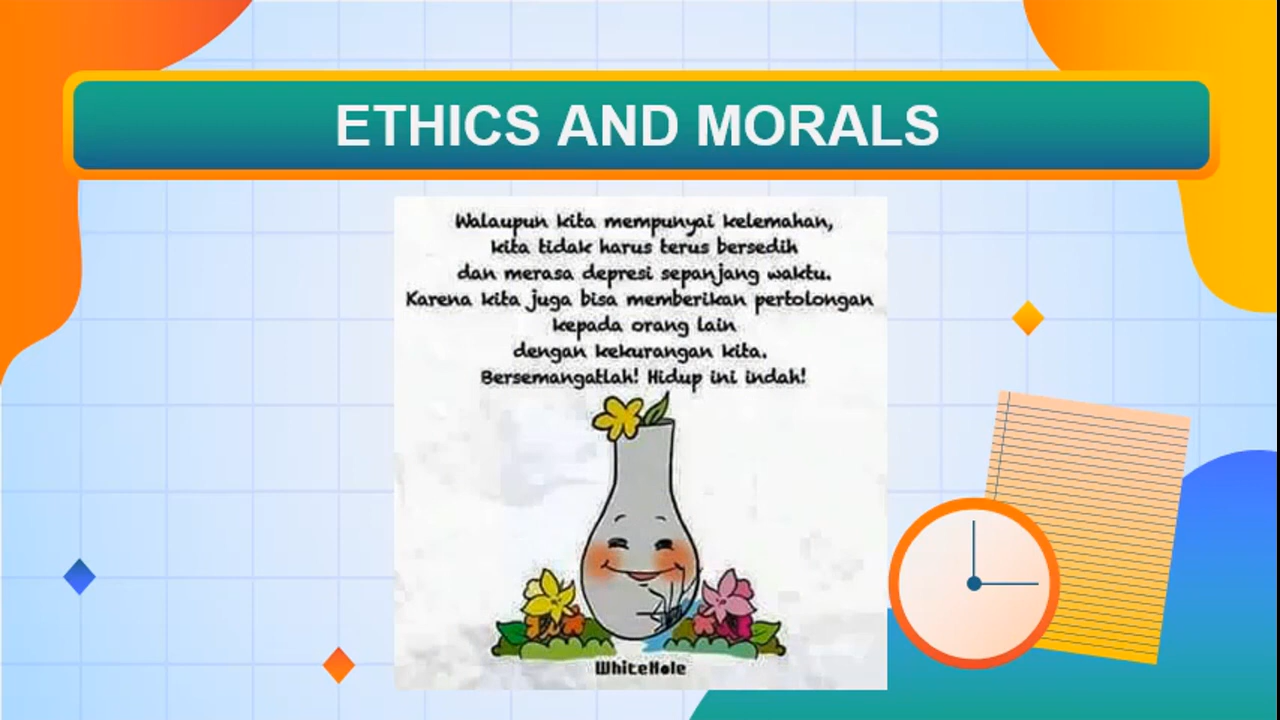 ETHICS AND MORALS
Walaupun kita mempunyai kelemahan,
kita tidak harus terus bersedih
dan merasa depresi sepanjang waktu.
Karena kita juga bisa memberikan pertolongan
kepada orang lain
dengan kekurangan kita.
Bersemangatlah! Hidup ini indah!
WhiteHole